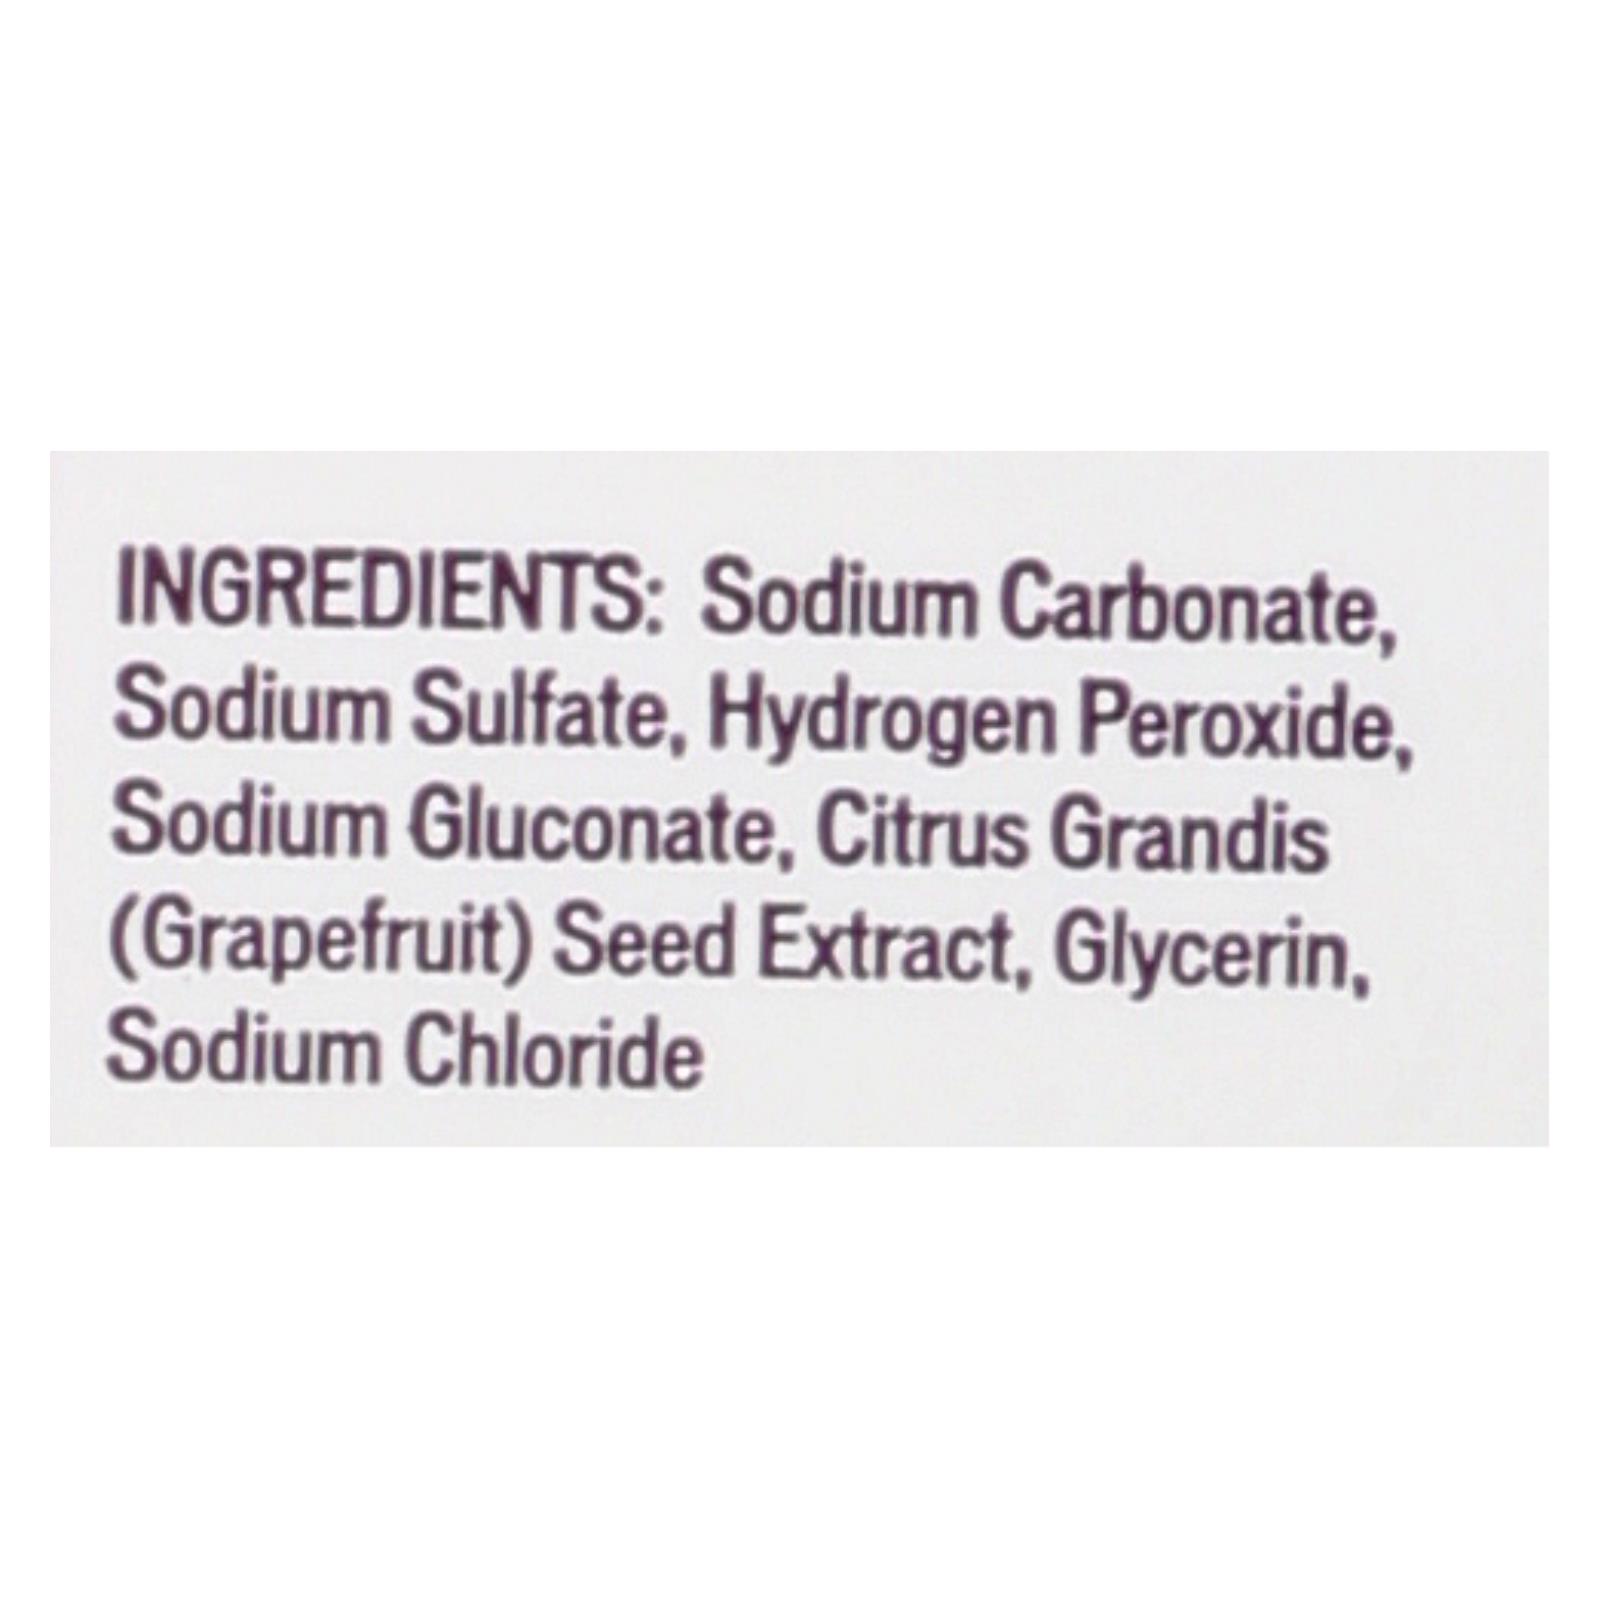 INGREDIENTS: Sodium Carbonate,
Sodium Sulfate, Hydrogen Peroxide,
Sodium Gluconate, Citrus Grandis
(Grapefruit) Seed Extract, Glycerin,
Sodium Chloride